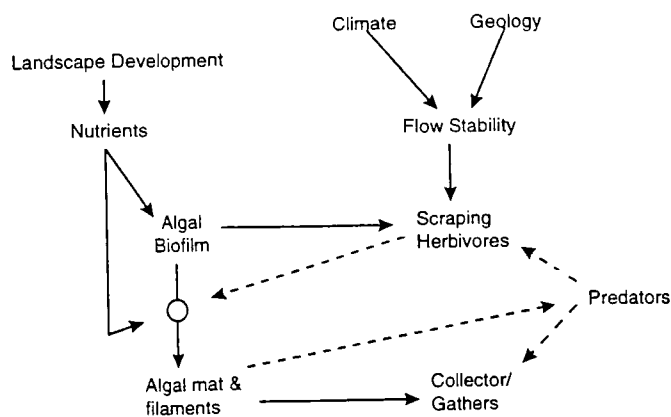 Climate
Geology
Landscape Development
Nutrients
Flow Stability
Algal
Biofilm
Scraping
Herbivores
Predators
Algal mat &
filaments
Collector/
Gathers